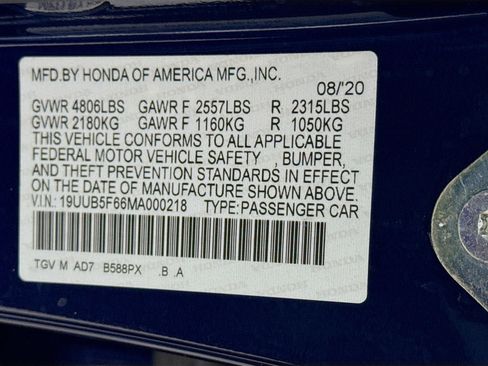 MFD.BY HONDA OF AMERICA MFG.,INC.
08/'20
GVWR 4806LBS GAWR F 2557LBS R 2315LBS
GVWR 2180KG GAWR F 1160KG R 1050KG
THIS VEHICLE CONFORMS TO ALL APPLICABLE
FEDERAL MOTOR VEHICLE SAFETY , BUMPER,
AND THEFT PREVENTION STANDARDS IN EFFECT
ON THE DATE OF MANUFACTURE SHOWN ABOVE.
V.I.N.: 19UUB5F66MA000218 TYPE:PASSENGER CAR
TGV M AD7 B588PX .B .A